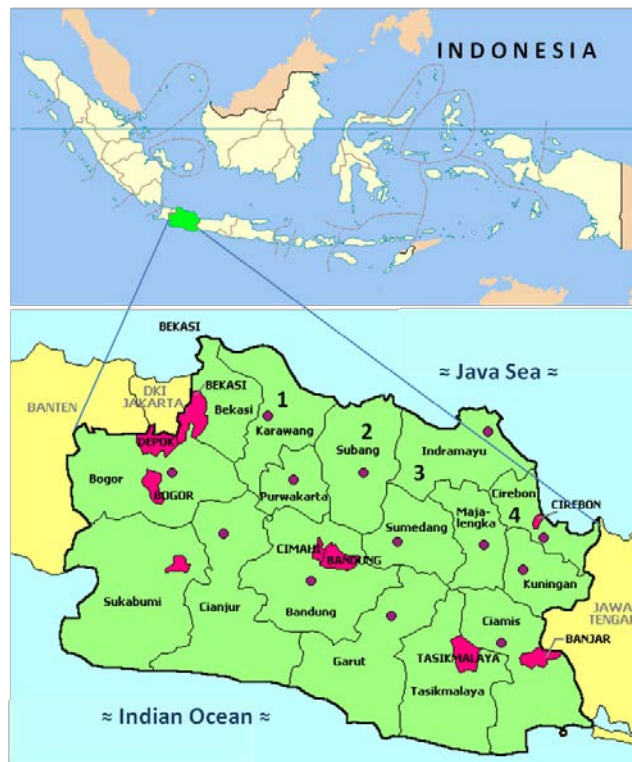 INDONESIA
BEKASI
≈ Java Sea ≈
BANTEN
DKI
JAKARTA
BEKASI
Bekasi
1
Karawang
2
Subang
Indramayu
3
DEPOK
Bogor
BOGOR
Purwakarta
Cirebon
CIREBON
4
Sumedang
Maja-
lengka
CIMAHI
BANDUNG
Kuningan
Sukabumi
Cianjur
Bandung
Ciamis
JAWA
TENGAH
BANJAR
Garut
TASIKMALAYA
Tasikmalaya
≈ Indian Ocean ≈